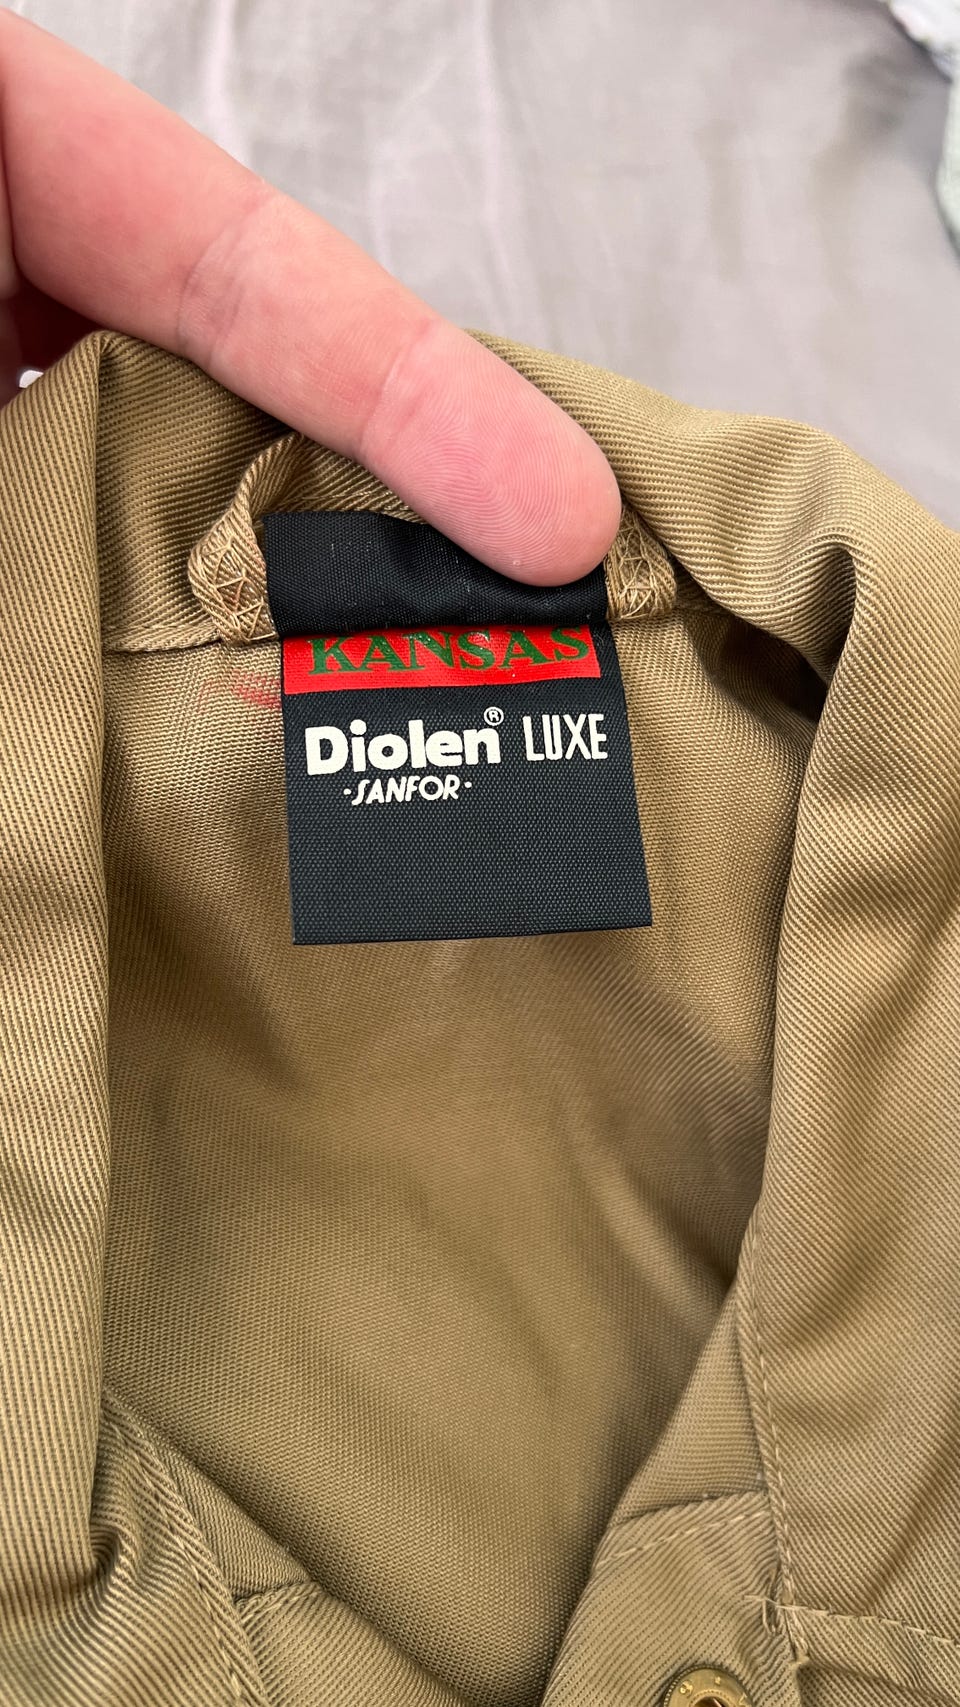 KANSAS
Diolen® LUXE
·SANFOR·